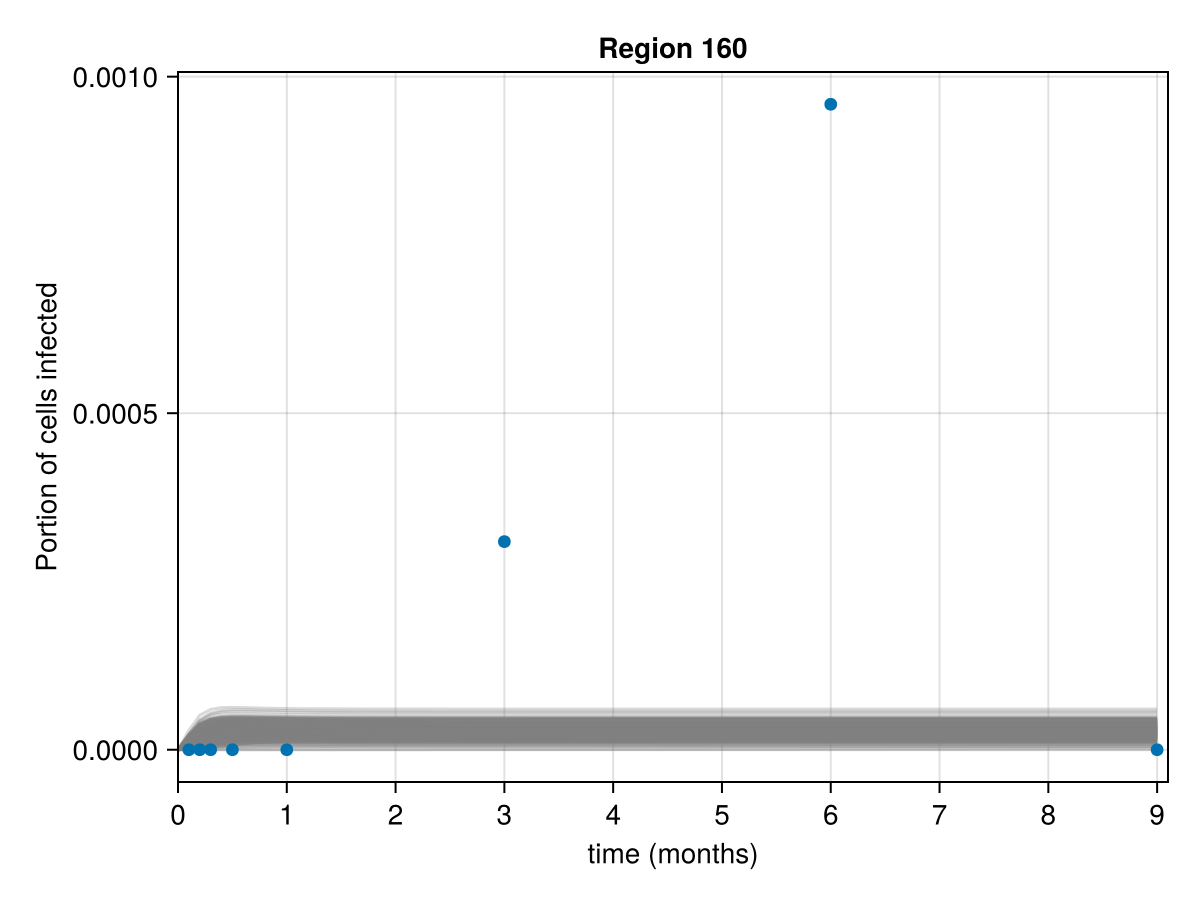 Region 160
0.0010
0.0005
0.0000
Portion of cells infected
0 1 2 3 4 5 6 7 8 9
time (months)